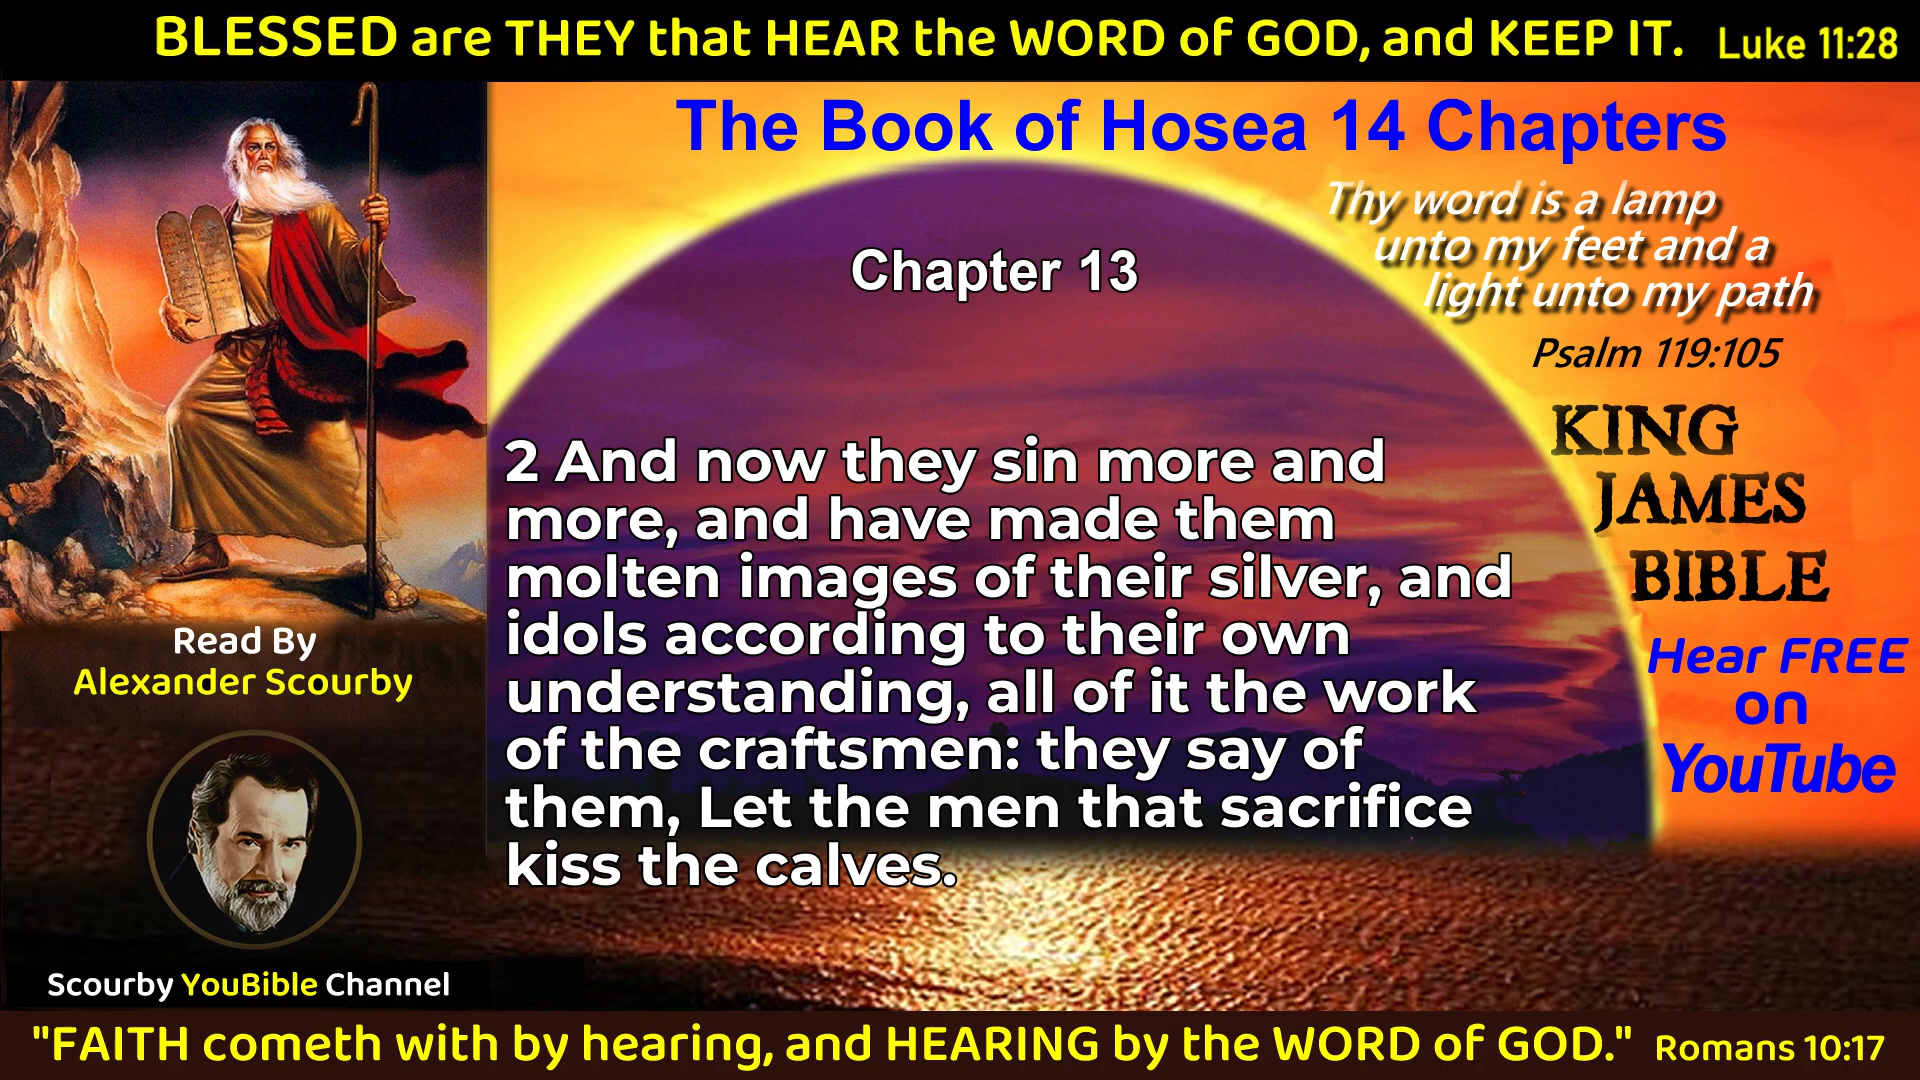 BLESSED are THEY that HEAR the WORD of GOD, and KEEP IT. Luke 11:28
The Book of Hosea 14 Chapters
Thy word is a lamp
unto my feet and a
light unto my path
Psalm 119:105
Chapter 13
KING
JAMES
BIBLE
2 And now they sin more and
more, and have made them
molten images of their silver, and
idols according to their own
understanding, all of it the work
of the craftsmen: they say of
them, Let the men that sacrifice
kiss the calves.
Hear FREE
on
YouTube
Read By
Alexander Scourby
Scourby YouBible Channel
"FAITH cometh with by hearing, and HEARING by the WORD of GOD." Romans 10:17